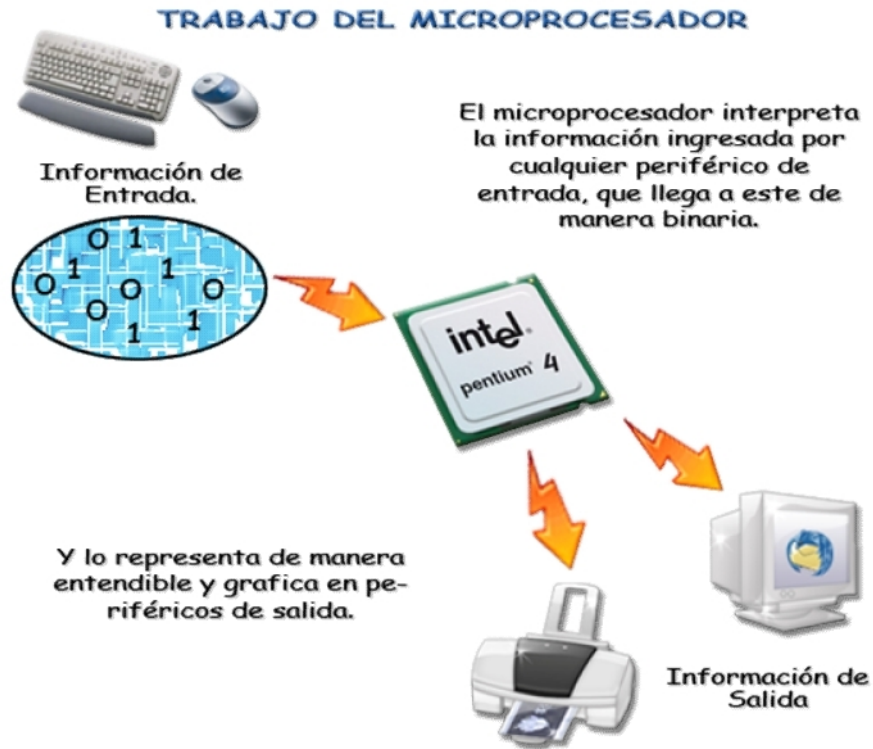 TRABAJO DEL MICROPROCESADOR
Información de
Entrada.
El microprocesador interpreta
la información ingresada por
cualquier periférico de
entrada, que llega a este de
manera binaria.
0 1
0 1 1 0
0 0
1 1
intel.
pentium 4
Y lo representa de manera
entendible y grafica en pe-
riféricos de salida.
Información de
Salida